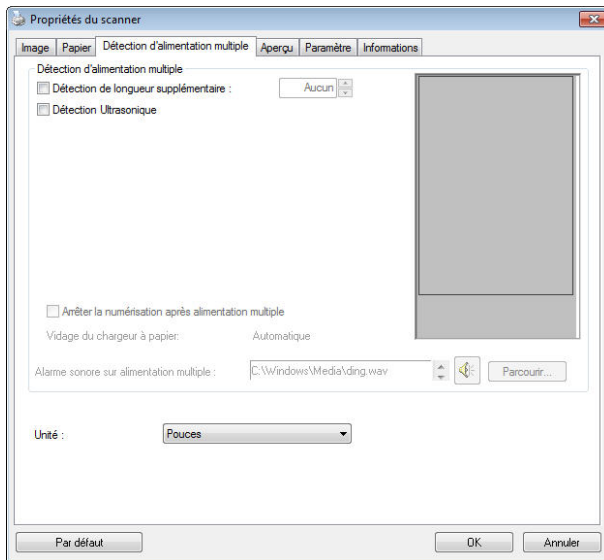 Propriétés du scanner
Image Papier Détection d'alimentation multiple Aperçu Paramètre Informations
Détection d'alimentation multiple
Détection de longueur supplémentaire : Aucun
Détection Ultrasonique
Arrêter la numérisation après alimentation multiple
Vidage du chargeur à papier: Automatique
Alarme sonore sur alimentation multiple : C:\Windows\Media\ding.wav Parcourir...
Unité : Pouces
Par défaut OK Annuler